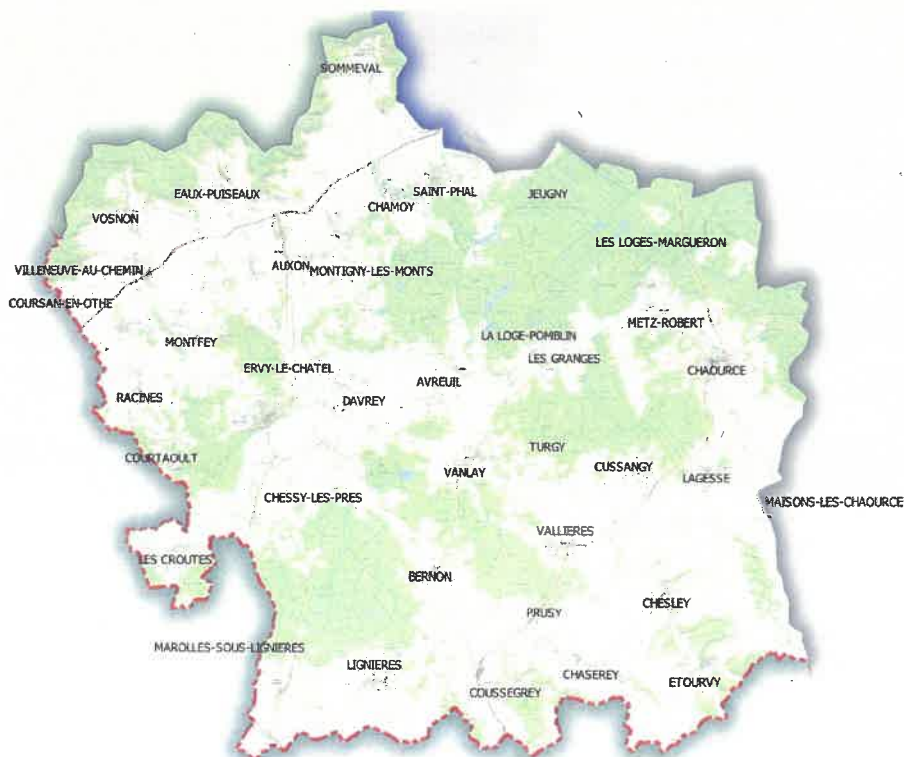 SOMMEVAL
EAUX-PUISEAUX
SAINT-PHAL
JEUGNY
CHAMOY
VOSNON
LES LOGES-MARGUERON
VILLENEUVE-AU-CHEMIN
AUXON
MONTIGNY-LES-MONTS
COURSAN-EN-OTHE
METZ-ROBERT
MONTFEY
LA LOGE-POMBLIN
LES GRANGES
ERVY-LE-CHATEL
AVREUIL
CHAOURCE
RACINES
DAVREY
TURGY
COURTAOULT
VANLAY
CUSSANGY
LAGESSE
CHESSY-LES-PRES
MAISONS-LES-CHAOURCE
VALLIERES
LES CROUTES
BERNON
CHESLEY
PRUSY
MAROLLES-SOUS-LIGNIERES
LIGNIERES
CHASEREY
ETOURVY
COUSSEGREY